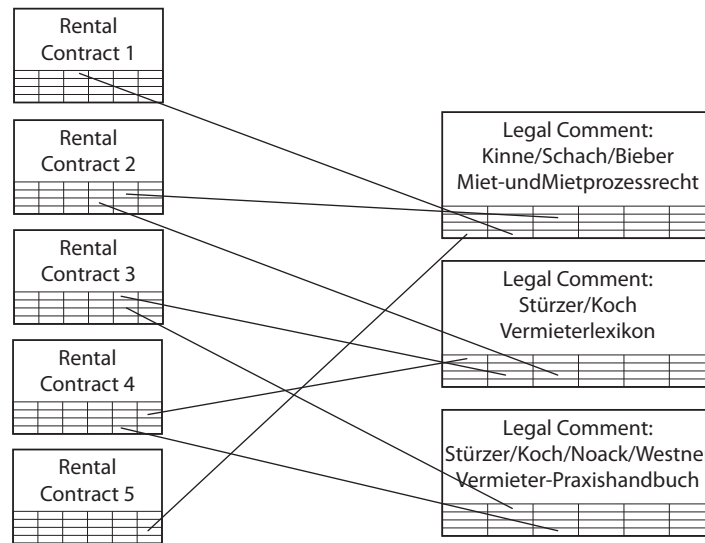 Rental
Contract 1
Rental
Contract 2
Rental
Contract 3
Rental
Contract 4
Rental
Contract 5
Legal Comment:
Kinne/Schach/Bieber
Miet-undMietprozessrecht
Legal Comment:
Stürzer/Koch
Vermieterlexikon
Legal Comment:
Stürzer/Koch/Noack/Westne
Vermieter-Praxishandbuch